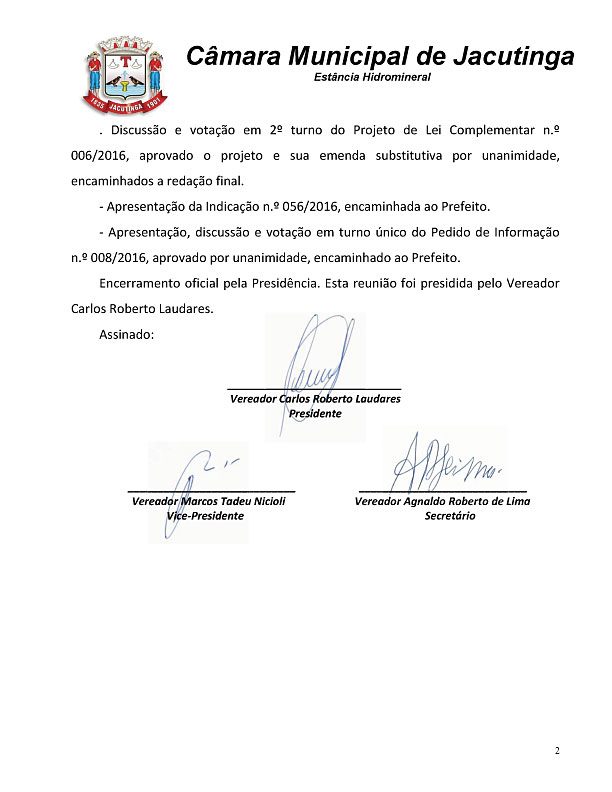 Câmara Municipal de Jacutinga
Estância Hidromineral
1835 JACUTINGA 1901
. Discussão e votação em 2º turno do Projeto de Lei Complementar n.º
006/2016, aprovado o projeto e sua emenda substitutiva por unanimidade,
encaminhados a redação final.
- Apresentação da Indicação n.º 056/2016, encaminhada ao Prefeito.
- Apresentação, discussão e votação em turno único do Pedido de Informação
n.º 008/2016, aprovado por unanimidade, encaminhado ao Prefeito.
Encerramento oficial pela Presidência. Esta reunião foi presidida pelo Vereador
Carlos Roberto Laudares.
Assinado:
Vereador Carlos Roberto Laudares
Presidente
Vereador Marcos Tadeu Nicioli
Vice-Presidente
Vereador Agnaldo Roberto de Lima
Secretário
2